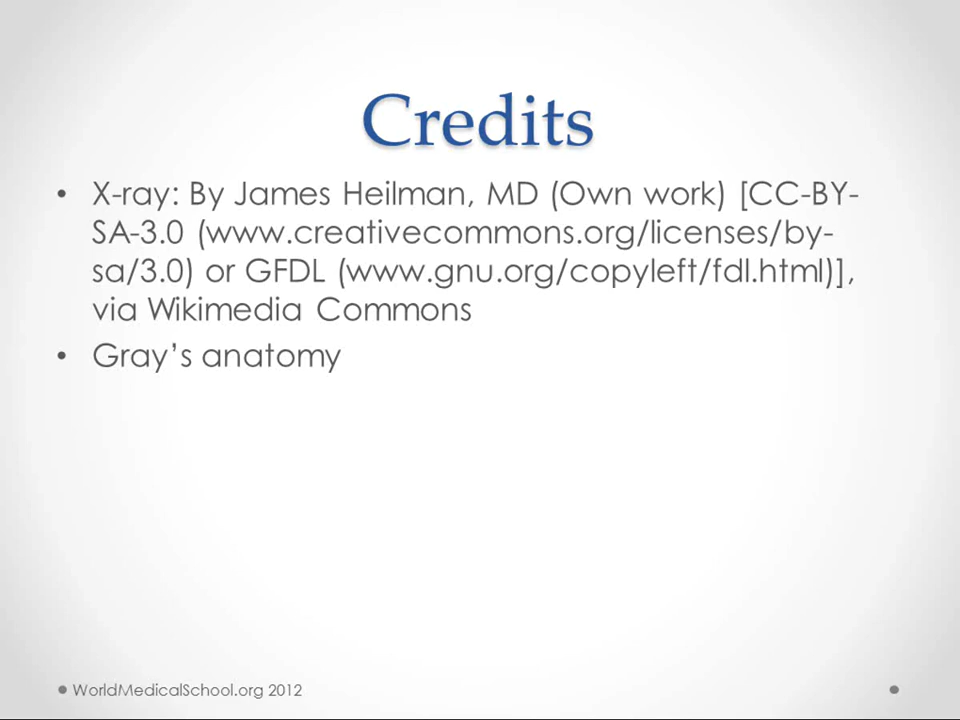 Credits
• X-ray: By James Heilman, MD (Own work) [CC-BY-
SA-3.0 (www.creativecommons.org/licenses/by-
sa/3.0) or GFDL (www.gnu.org/copyleft/fdl.html)],
via Wikimedia Commons
• Gray’s anatomy
WorldMedicalSchool.org 2012